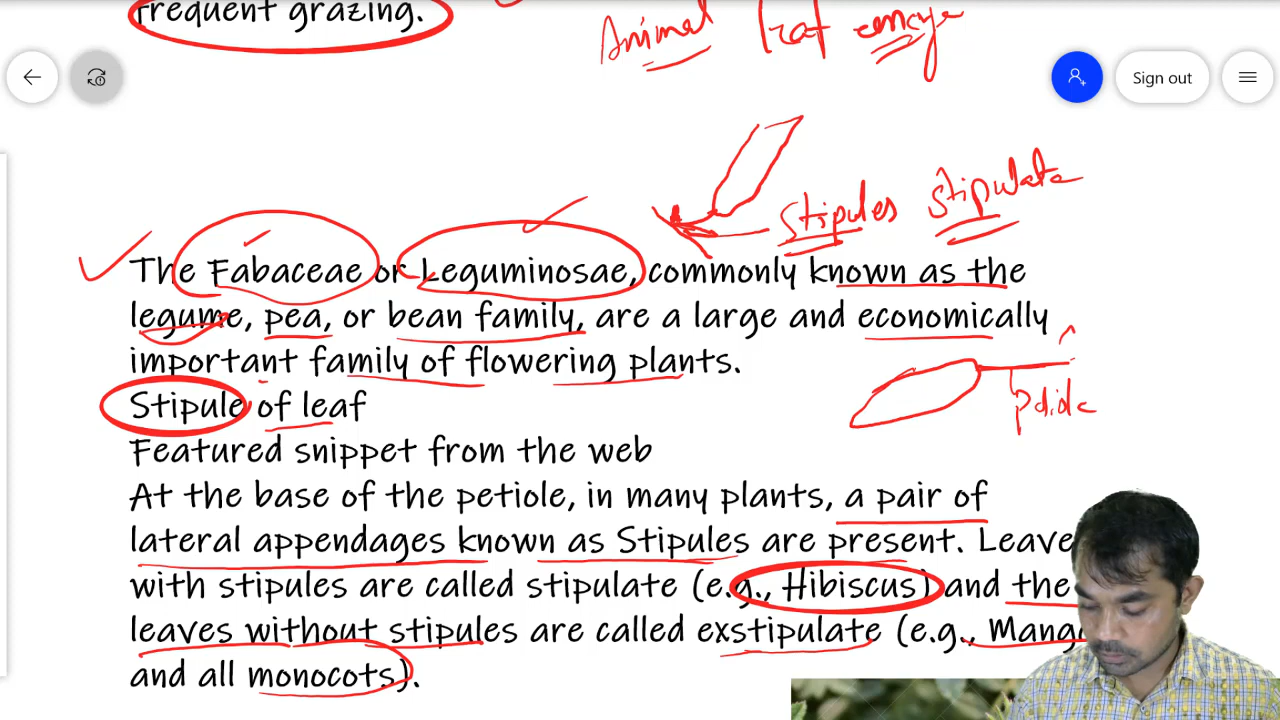 frequent grazing.
Animal
Sign out
Stipules stipulate
The Fabaceae or Leguminosae, commonly known as the
legume, pea, or bean family, are a large and economically
important family of flowering plants.
Stipule of leaf
Featured snippet from the web
At the base of the petiole, in many plants, a pair of
lateral appendages known as Stipules are present. Leave
with stipules are called stipulate (e.g., Hibiscus) and the
leaves without stipules are called exstipulate (e.g., Mango
and all monocots).